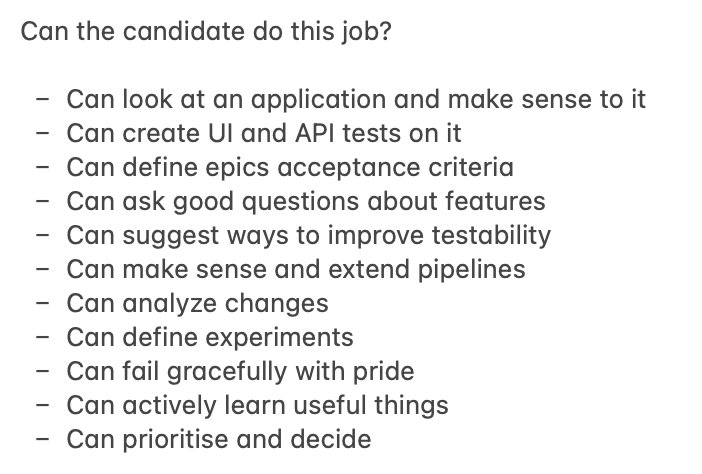 Can the candidate do this job?
– Can look at an application and make sense to it
– Can create UI and API tests on it
– Can define epics acceptance criteria
– Can ask good questions about features
– Can suggest ways to improve testability
– Can make sense and extend pipelines
– Can analyze changes
– Can define experiments
– Can fail gracefully with pride
– Can actively learn useful things
– Can prioritise and decide